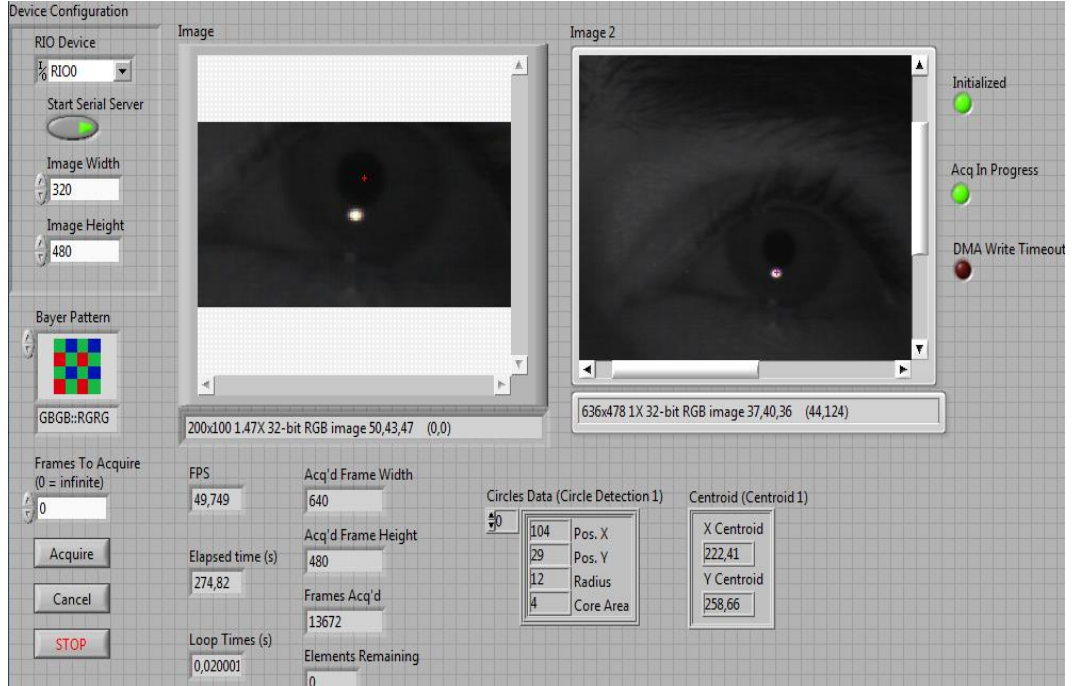 Device Configuration
RIO Device
I/O RIO0
Start Serial Server
Image Width
320
Image Height
480
Bayer Pattern
GBGB::RGRG
Frames To Acquire
(0 = infinite)
0
Acquire
Cancel
STOP
Image
200x100 1.47X 32-bit RGB image 50,43,47 (0,0)
Image 2
636x478 1X 32-bit RGB image 37,40,36 (44,124)
Initialized
Acq In Progress
DMA Write Timeout
FPS
49,749
Elapsed time (s)
274,82
Loop Times (s)
0,020001
Acq'd Frame Width
640
Acq'd Frame Height
480
Frames Acq'd
13672
Elements Remaining
0
Circles Data (Circle Detection 1)
0
104 Pos. X
29 Pos. Y
12 Radius
4 Core Area
Centroid (Centroid 1)
X Centroid
222,41
Y Centroid
258,66